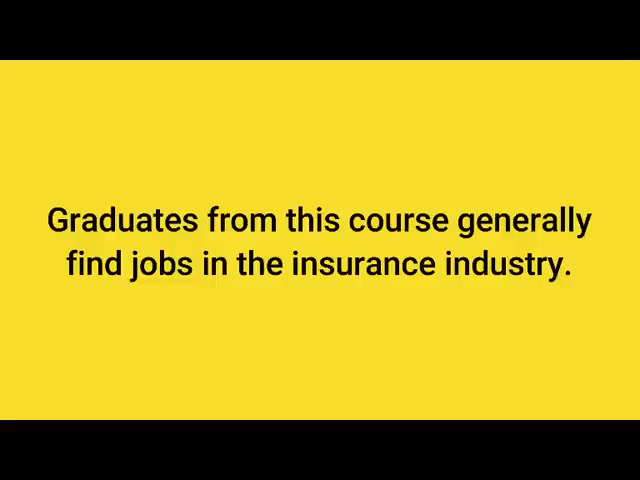 Graduates from this course generally
find jobs in the insurance industry.